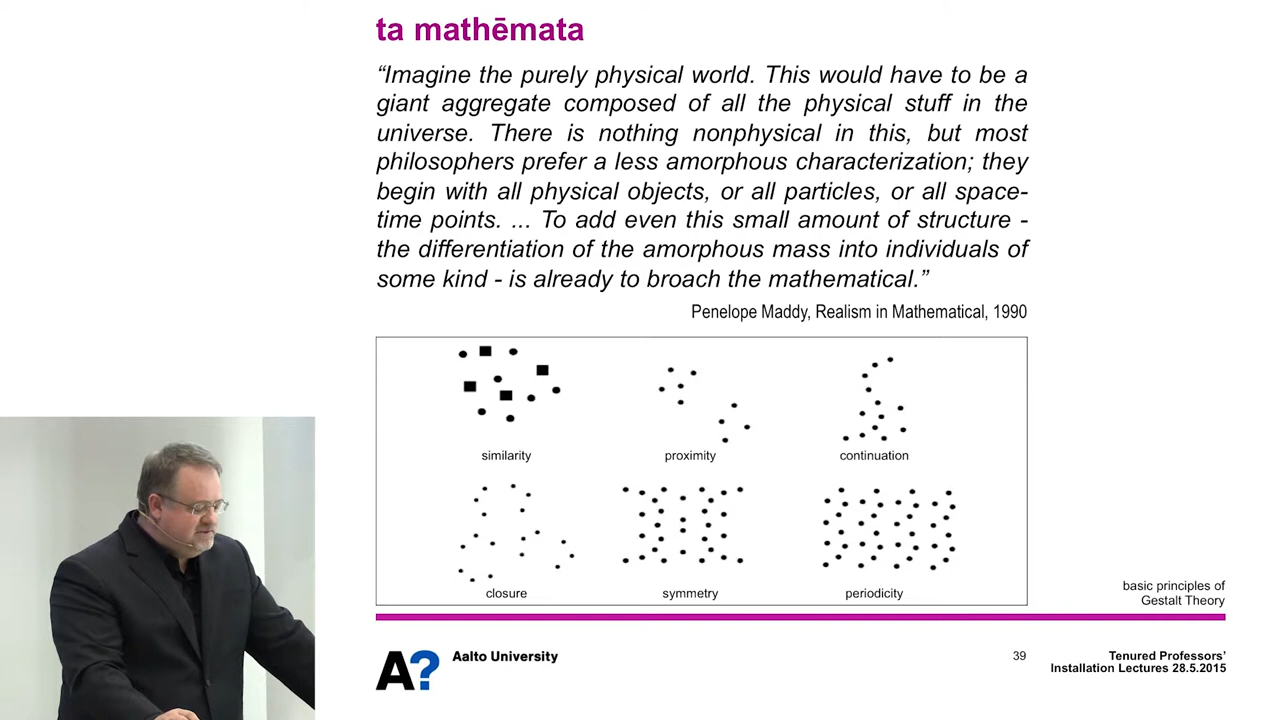 ta mathēmata
“Imagine the purely physical world. This would have to be a
giant aggregate composed of all the physical stuff in the
universe. There is nothing nonphysical in this, but most
philosophers prefer a less amorphous characterization; they
begin with all physical objects, or all particles, or all space-
time points. ... To add even this small amount of structure -
the differentiation of the amorphous mass into individuals of
some kind - is already to broach the mathematical.”
Penelope Maddy, Realism in Mathematical, 1990
similarity
proximity
continuation
closure
symmetry
periodicity
basic principles of
Gestalt Theory
A?
Aalto University
39
Tenured Professors’
Installation Lectures 28.5.2015